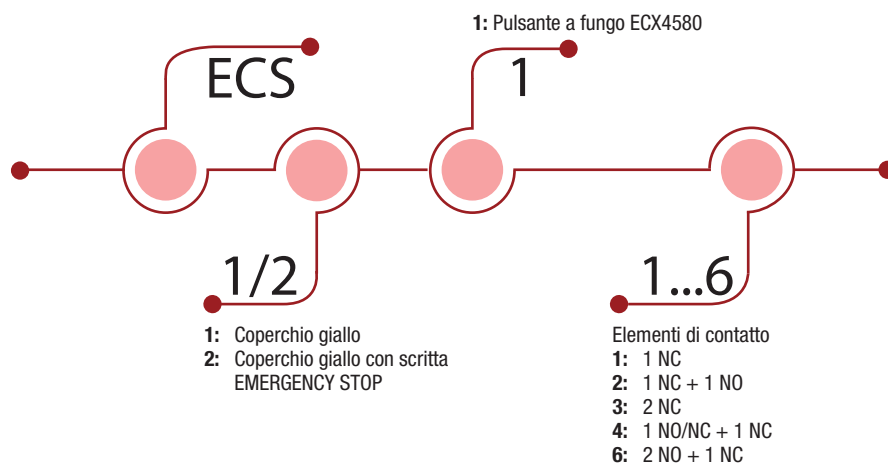 1: Pulsante a fungo ECX4580
ECS
1
1/2
1...6
1: Coperchio giallo
2: Coperchio giallo con scritta
EMERGENCY STOP
Elementi di contatto
1: 1 NC
2: 1 NC + 1 NO
3: 2 NC
4: 1 NO/NC + 1 NC
6: 2 NO + 1 NC